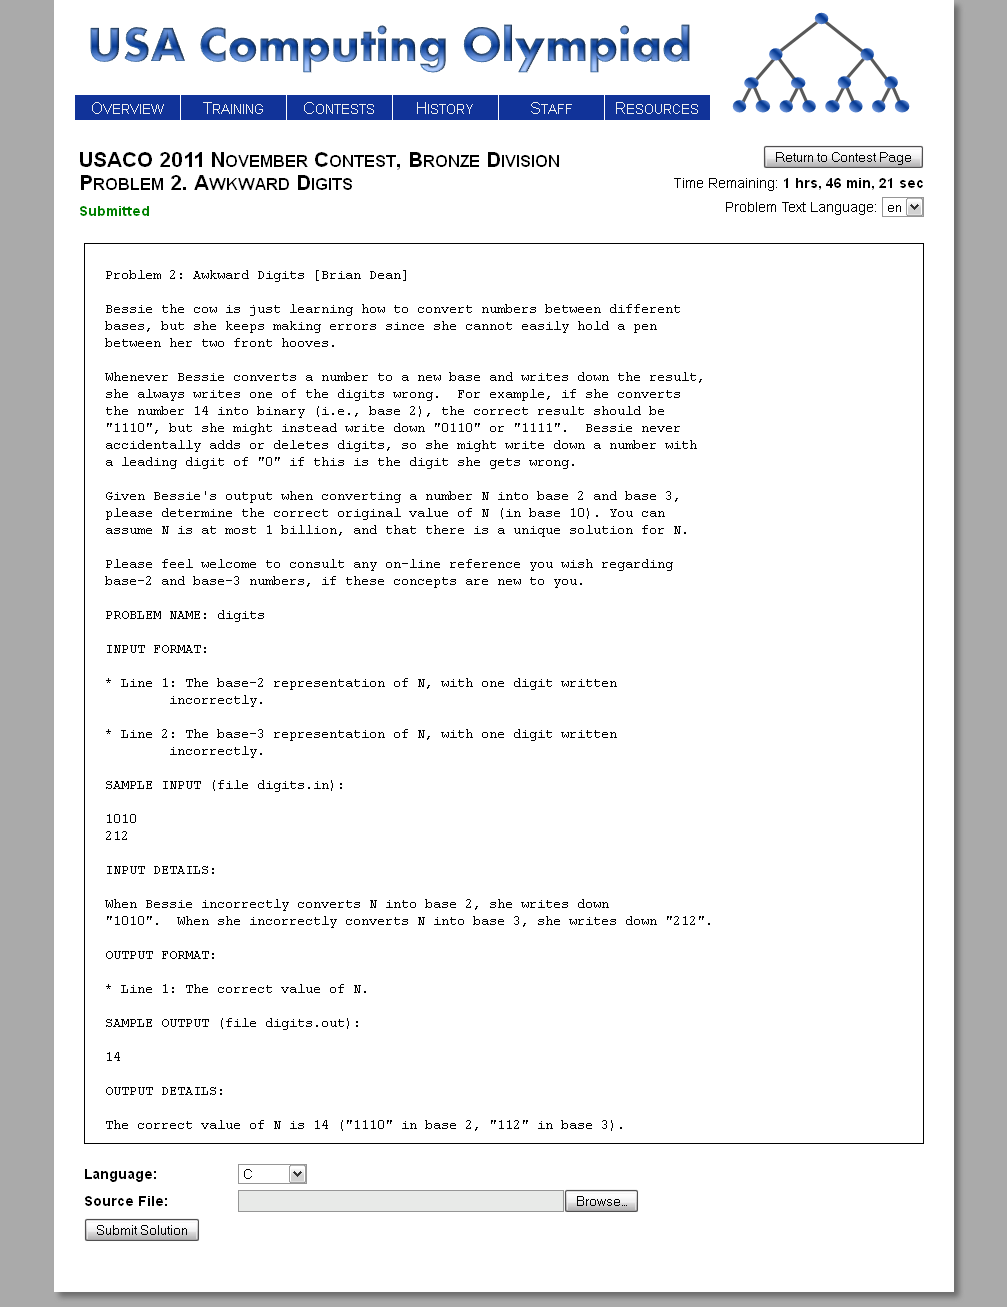 USA Computing Olympiad
OVERVIEW TRAINING CONTESTS HISTORY STAFF RESOURCES
USACO 2011 NOVEMBER CONTEST, BRONZE DIVISION
PROBLEM 2. AWKWARD DIGITS
Return to Contest Page
Time Remaining: 1 hrs, 46 min, 21 sec
Submitted
Problem Text Language: en
Problem 2: Awkward Digits [Brian Dean]
Bessie the cow is just learning how to convert numbers between different
bases, but she keeps making errors since she cannot easily hold a pen
between her two front hooves.
Whenever Bessie converts a number to a new base and writes down the result,
she always writes one of the digits wrong.  For example, if she converts
the number 14 into binary (i.e., base 2), the correct result should be
"1110", but she might instead write down "0110" or "1111".  Bessie never
accidentally adds or deletes digits, so she might write down a number with
a leading digit of "0" if this is the digit she gets wrong.
Given Bessie's output when converting a number N into base 2 and base 3,
please determine the correct original value of N (in base 10). You can
assume N is at most 1 billion, and that there is a unique solution for N.
Please feel welcome to consult any on-line reference you wish regarding
base-2 and base-3 numbers, if these concepts are new to you.
PROBLEM NAME: digits
INPUT FORMAT:
* Line 1: The base-2 representation of N, with one digit written
incorrectly.
* Line 2: The base-3 representation of N, with one digit written
incorrectly.
SAMPLE INPUT (file digits.in):
1010
212
INPUT DETAILS:
When Bessie incorrectly converts N into base 2, she writes down
"1010".  When she incorrectly converts N into base 3, she writes down "212".
OUTPUT FORMAT:
* Line 1: The correct value of N.
SAMPLE OUTPUT (file digits.out):
14
OUTPUT DETAILS:
The correct value of N is 14 ("1110" in base 2, "112" in base 3).
Language: C
Source File: Browse...
Submit Solution